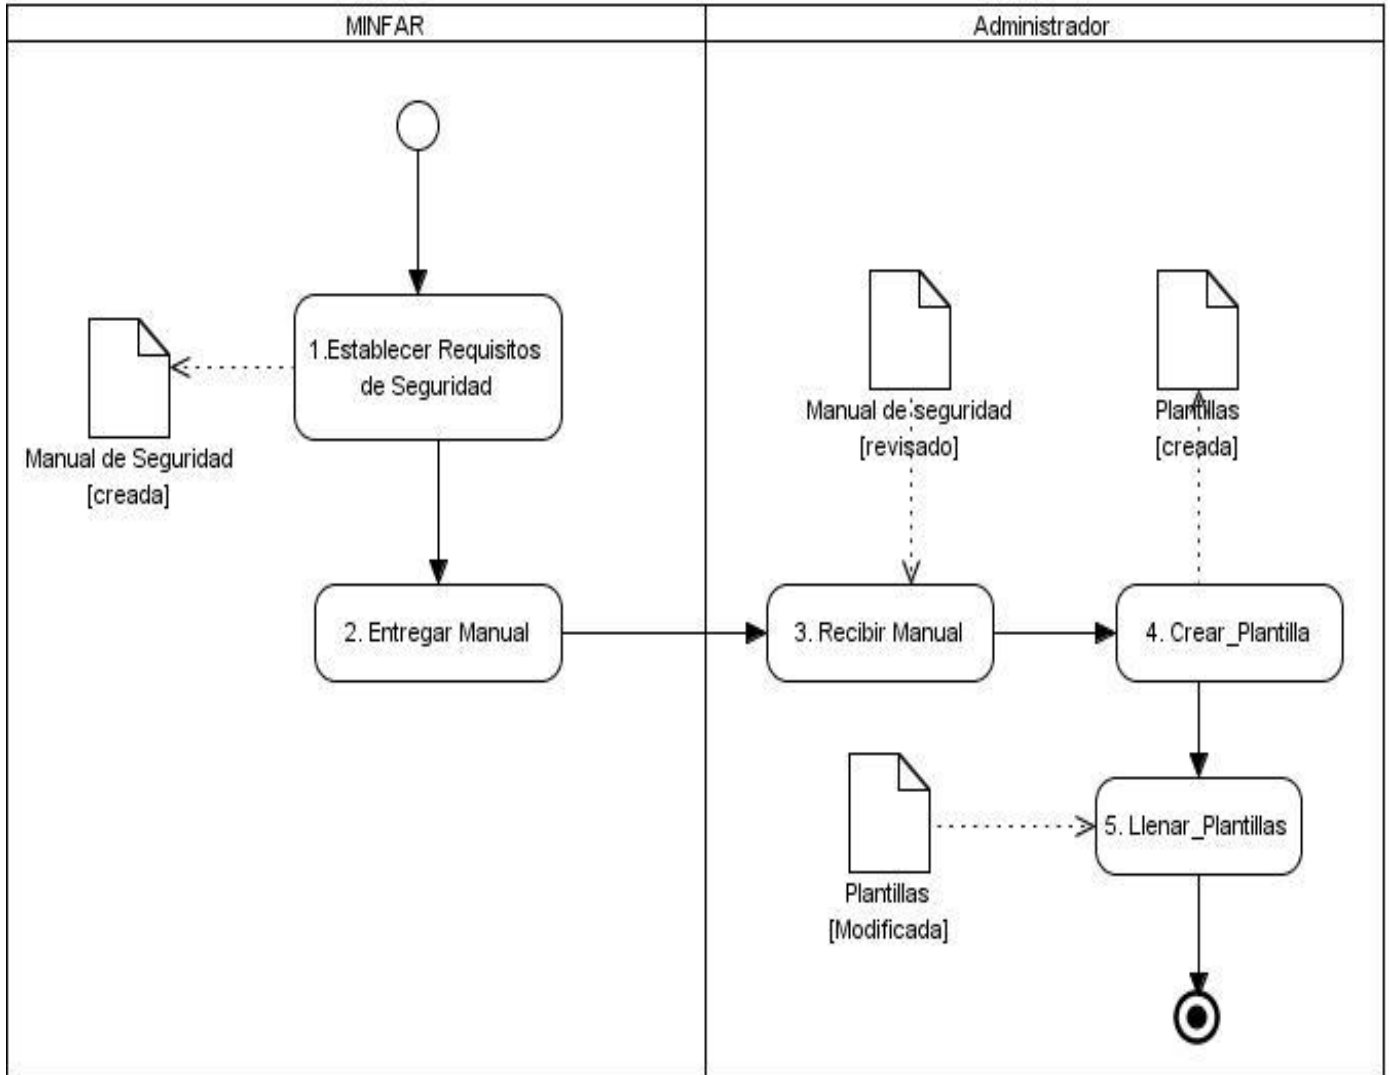 MINFAR
Administrador
1.Establecer Requisitos
de Seguridad
Manual de Seguridad
[creada]
Manual de seguridad
[revisado]
Plantillas
[creada]
2. Entregar Manual
3. Recibir Manual
4. Crear_Plantilla
5. Llenar_Plantillas
Plantillas
[Modificada]